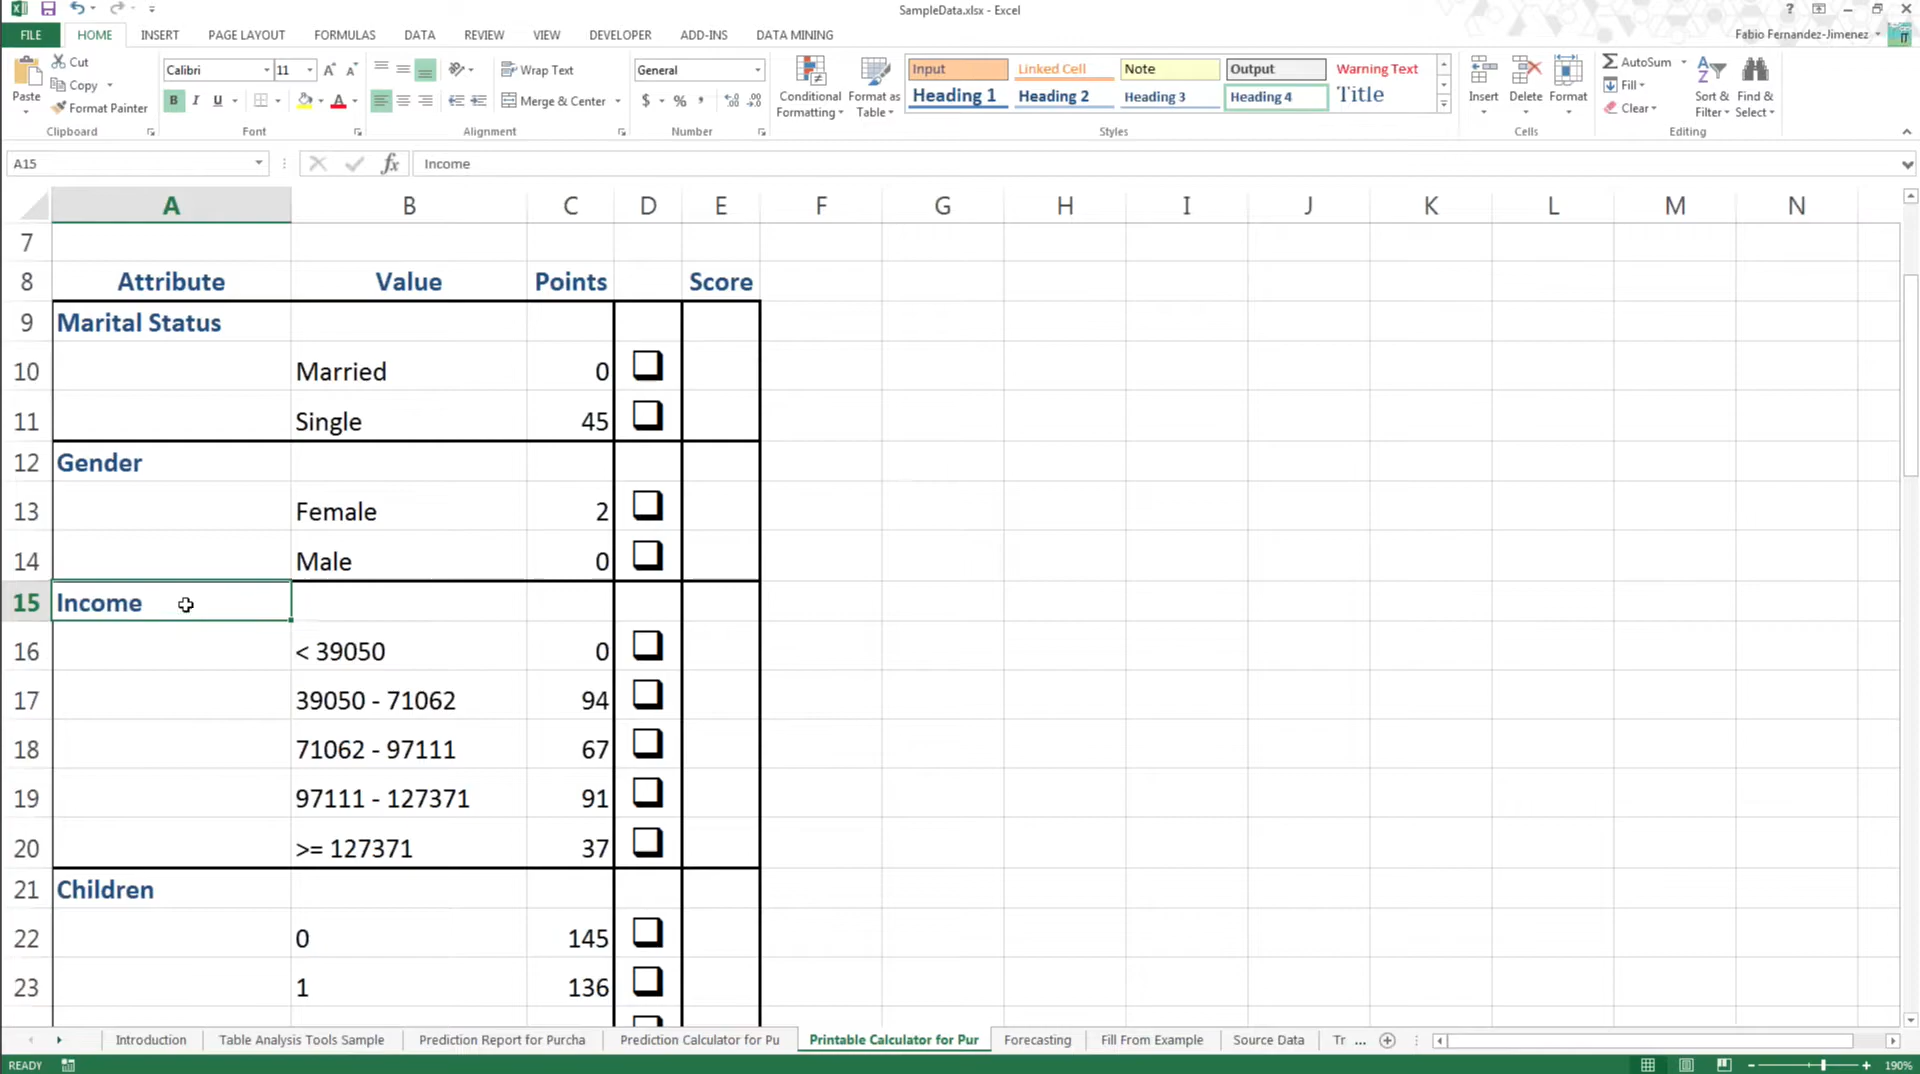 SampleData.xlsx - Excel
?
FILE HOME INSERT PAGE LAYOUT FORMULAS DATA REVIEW VIEW DEVELOPER ADD-INS DATA MINING Fabio Fernandez-Jimenez
Paste
Cut
Copy
Format Painter
Clipboard
Calibri 11
B I U
Font
Wrap Text
Merge & Center
Alignment
General
$ % ,
Number
Conditional Formatting
Format as Table
Input Linked Cell Note Output Warning Text
Heading 1 Heading 2 Heading 3 Heading 4 Title
Styles
Insert Delete Format
Cells
AutoSum
Fill
Clear
Sort & Filter
Find & Select
Editing
A15 fx Income
A B C D E F G H I J K L M N
7
8 Attribute Value Points Score
9 Marital Status
10 Married 0
11 Single 45
12 Gender
13 Female 2
14 Male 0
15 Income
16 < 39050 0
17 39050 - 71062 94
18 71062 - 97111 67
19 97111 - 127371 91
20 >= 127371 37
21 Children
22 0 145
23 1 136
Introduction Table Analysis Tools Sample Prediction Report for Purcha Prediction Calculator for Pu Printable Calculator for Pur Forecasting Fill From Example Source Data Tr ...
READY 190%